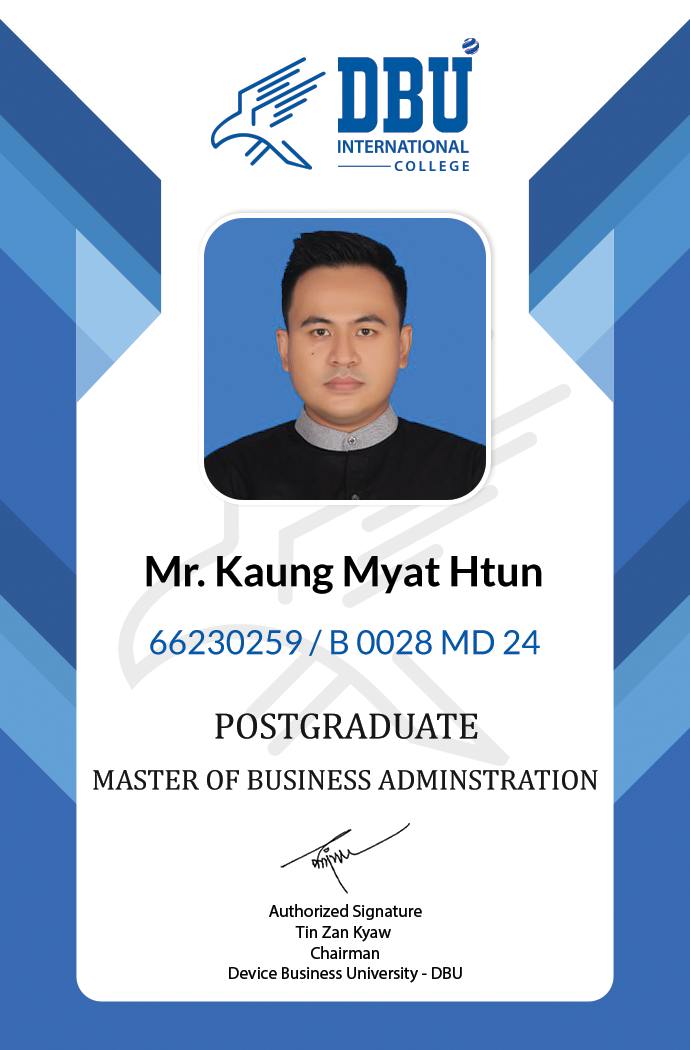 DBU
INTERNATIONAL
COLLEGE
Mr. Kaung Myat Htun
66230259 / B 0028 MD 24
POSTGRADUATE
MASTER OF BUSINESS ADMINSTRATION
Authorized Signature
Tin Zan Kyaw
Chairman
Device Business University - DBU